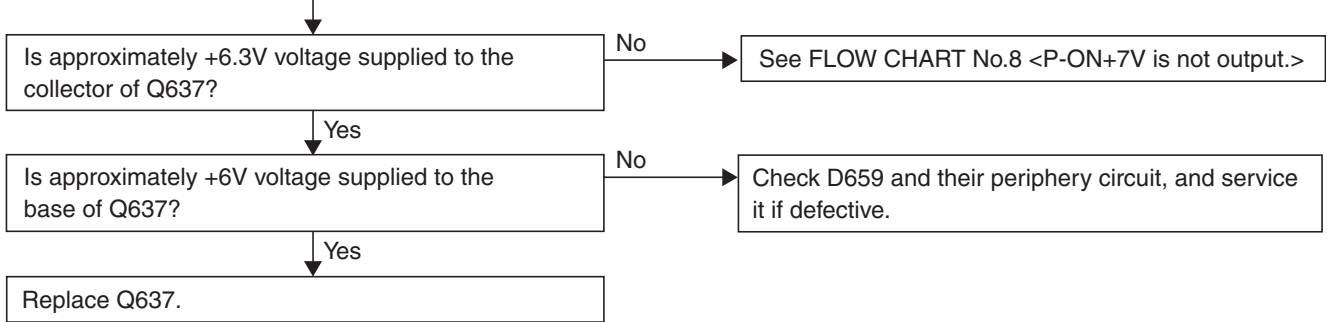 Is approximately +6.3V voltage supplied to the
collector of Q637?
No
See FLOW CHART No.8 <P-ON+7V is not output.>
Yes
Is approximately +6V voltage supplied to the
base of Q637?
No
Check D659 and their periphery circuit, and service
it if defective.
Yes
Replace Q637.